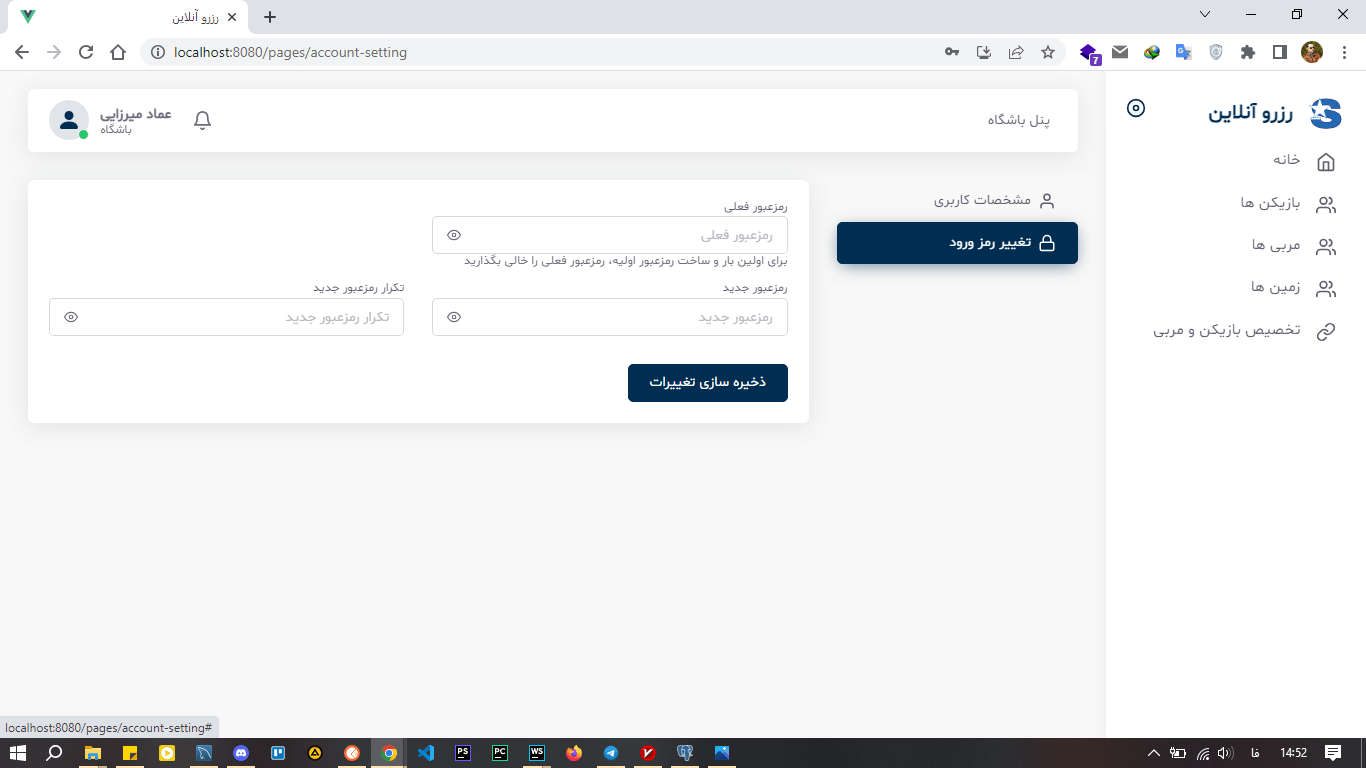 رزرو آنلاین
localhost:8080/pages/account-setting
7
رزرو آنلاین
خانه
بازیکن ها
مربی ها
زمین ها
تخصیص بازیکن و مربی
پنل باشگاه
عماد میرزایی
باشگاه
مشخصات کاربری
تغییر رمز ورود
رمزعبور فعلی
رمزعبور فعلی
برای اولین بار و ساخت رمزعبور اولیه، رمزعبور فعلی را خالی بگذارید
رمزعبور جدید
تکرار رمزعبور جدید
رمزعبور جدید
تکرار رمزعبور جدید
ذخیره سازی تغییرات
localhost:8080/pages/account-setting#
PS
PC
WS
فا
14:52